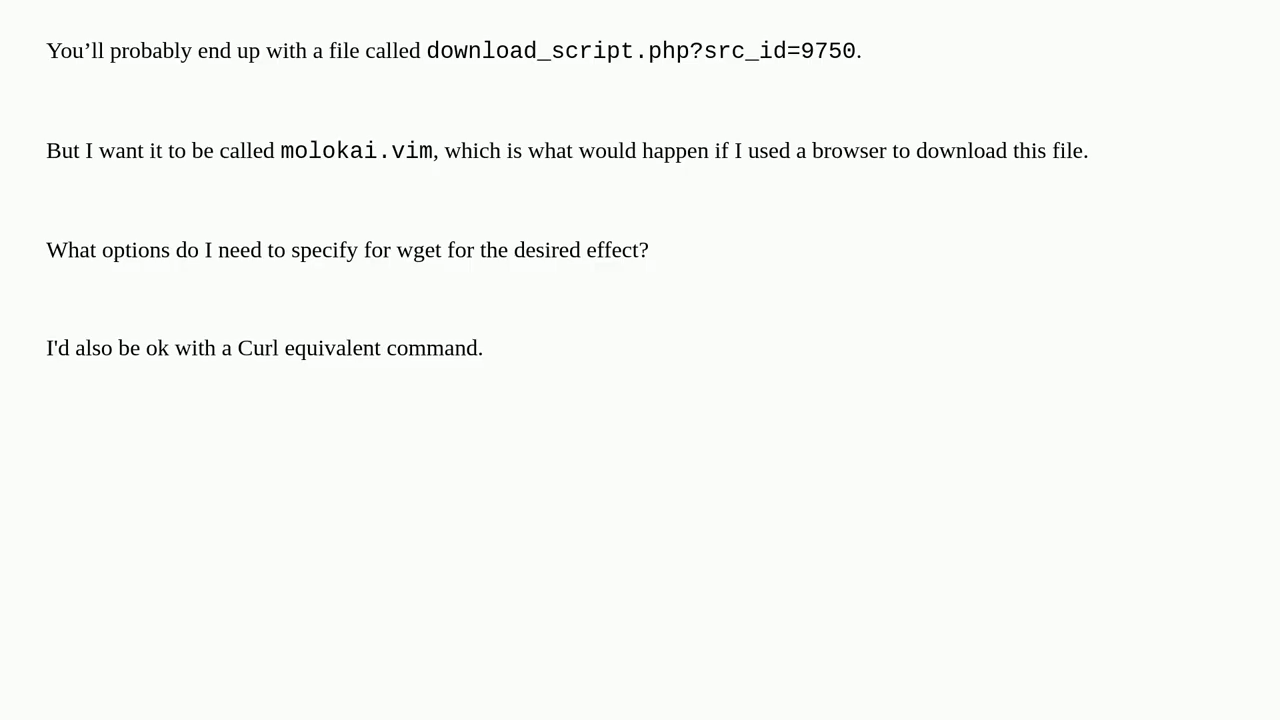 You’ll probably end up with a file called download_script.php?src_id=9750.
But I want it to be called molokai.vim, which is what would happen if I used a browser to download this file.
What options do I need to specify for wget for the desired effect?
I'd also be ok with a Curl equivalent command.